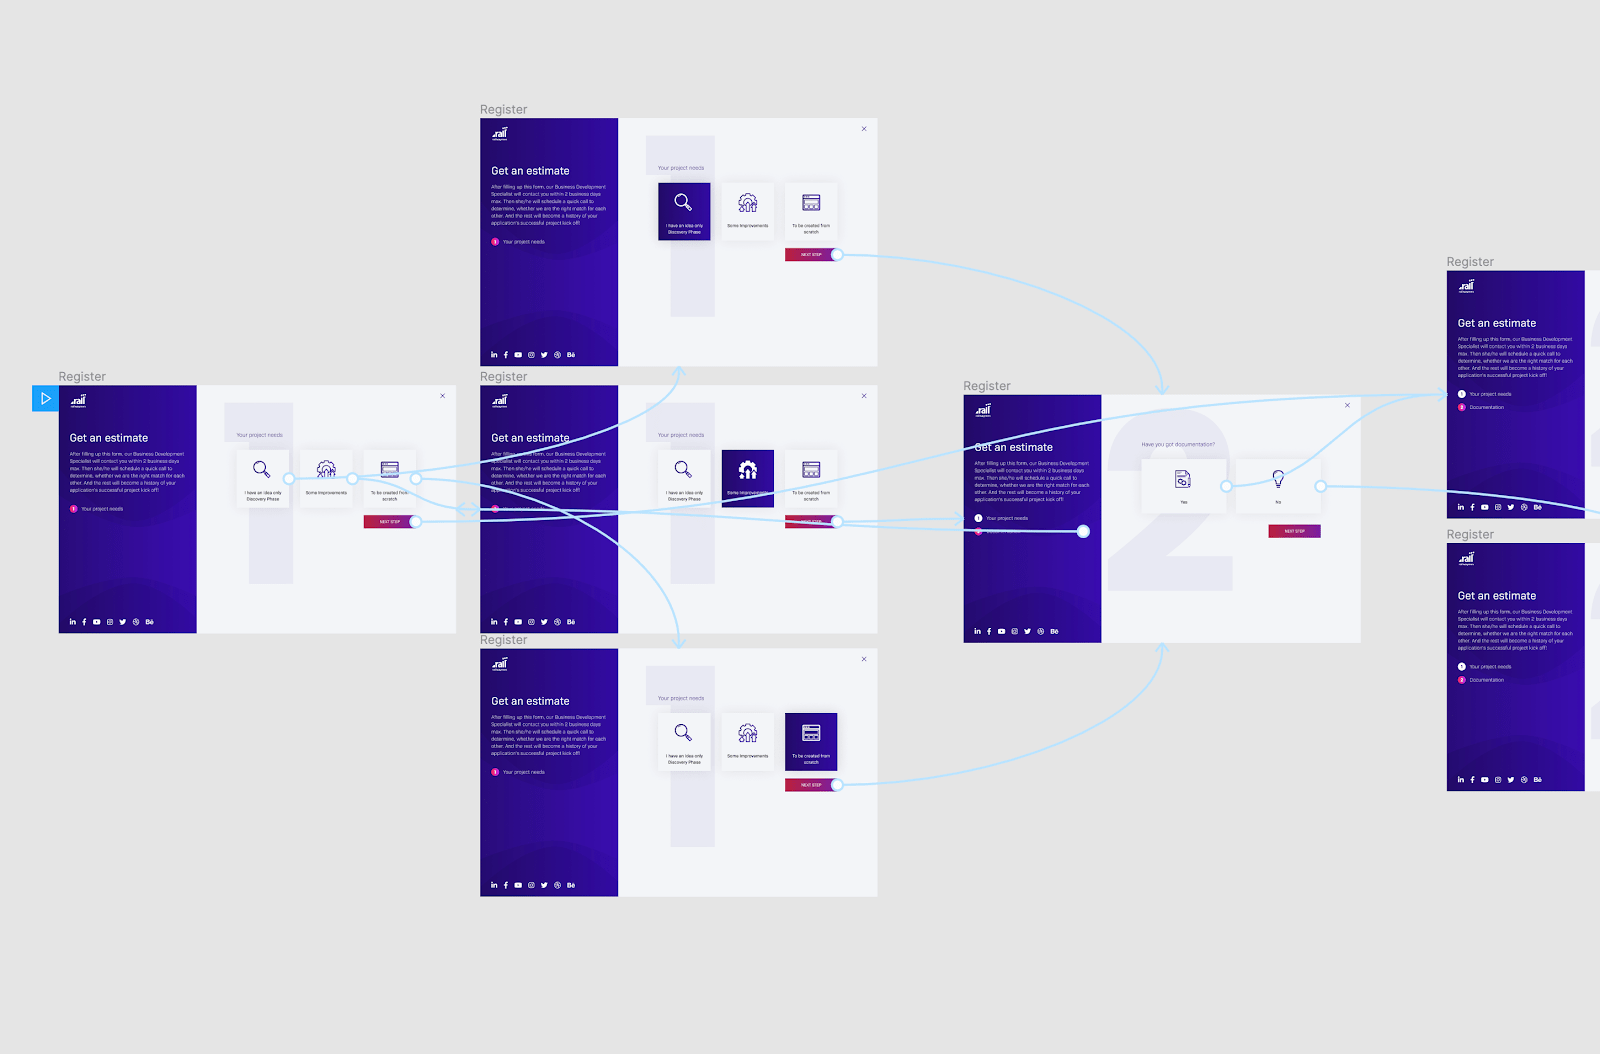 Register
.rail
Get an estimate
After filling up this form, our Business Development
Specialist will contact you within 2 business days
max. Then she/he will schedule a quick call to
determine, whether we are the right match for each
other. And the rest will become a history of your
application's successful project kick off!
1 Your project needs
Your project needs
I have an idea only
Discovery Phase
Some Improvements
To be created from
scratch
NEXT STEP
Register
.rail
Get an estimate
After filling up this form, our Business Development
Specialist will contact you within 2 business days
max. Then she/he will schedule a quick call to
determine, whether we are the right match for each
other. And the rest will become a history of your
application's successful project kick off!
1 Your project needs
Your project needs
I have an idea only
Discovery Phase
Some Improvements
To be created from
scratch
NEXT STEP
Register
.rail
Get an estimate
After filling up this form, our Business Development
Specialist will contact you within 2 business days
max. Then she/he will schedule a quick call to
determine, whether we are the right match for each
other. And the rest will become a history of your
application's successful project kick off!
Your project needs
Your project needs
I have an idea only
Discovery Phase
Some Improvements
To be created from
scratch
NEXT STEP
Register
.rail
Get an estimate
After filling up this form, our Business Development
Specialist will contact you within 2 business days
max. Then she/he will schedule a quick call to
determine, whether we are the right match for each
other. And the rest will become a history of your
application's successful project kick off!
1 Your project needs
Your project needs
I have an idea only
Discovery Phase
Some Improvements
To be created from
scratch
NEXT STEP
Register
.rail
Get an estimate
After filling up this form, our Business Development
Specialist will contact you within 2 business days
max. Then she/he will schedule a quick call to
determine, whether we are the right match for each
other. And the rest will become a history of your
application's successful project kick off!
1 Your project needs
2 Documentation
2
Have you got documentation?
Yes
No
NEXT STEP
Register
.rail
Get an estimate
After filling up this form, our Business Development
Specialist will contact you within 2 business days
max. Then she/he will schedule a quick call to
determine, whether we are the right match for each
other. And the rest will become a history of your
application's successful project kick off!
1 Your project needs
2 Documentation
Register
.rail
Get an estimate
After filling up this form, our Business Development
Specialist will contact you within 2 business days
max. Then she/he will schedule a quick call to
determine, whether we are the right match for each
other. And the rest will become a history of your
application's successful project kick off!
1 Your project needs
2 Documentation